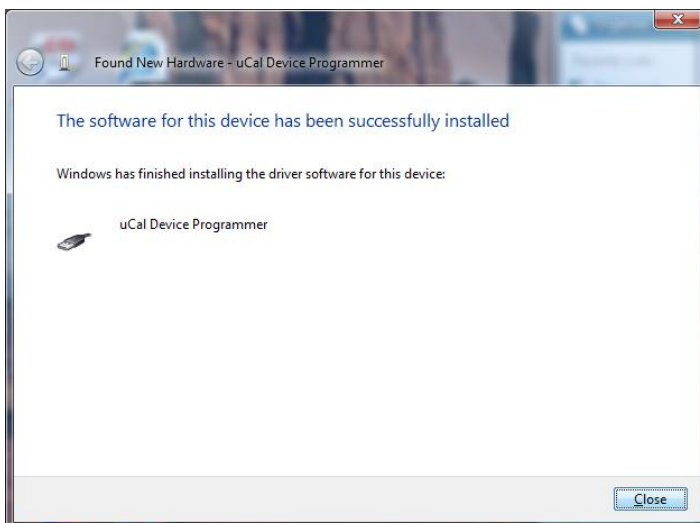 Found New Hardware - uCal Device Programmer
The software for this device has been successfully installed
Windows has finished installing the driver software for this device:
uCal Device Programmer
Close